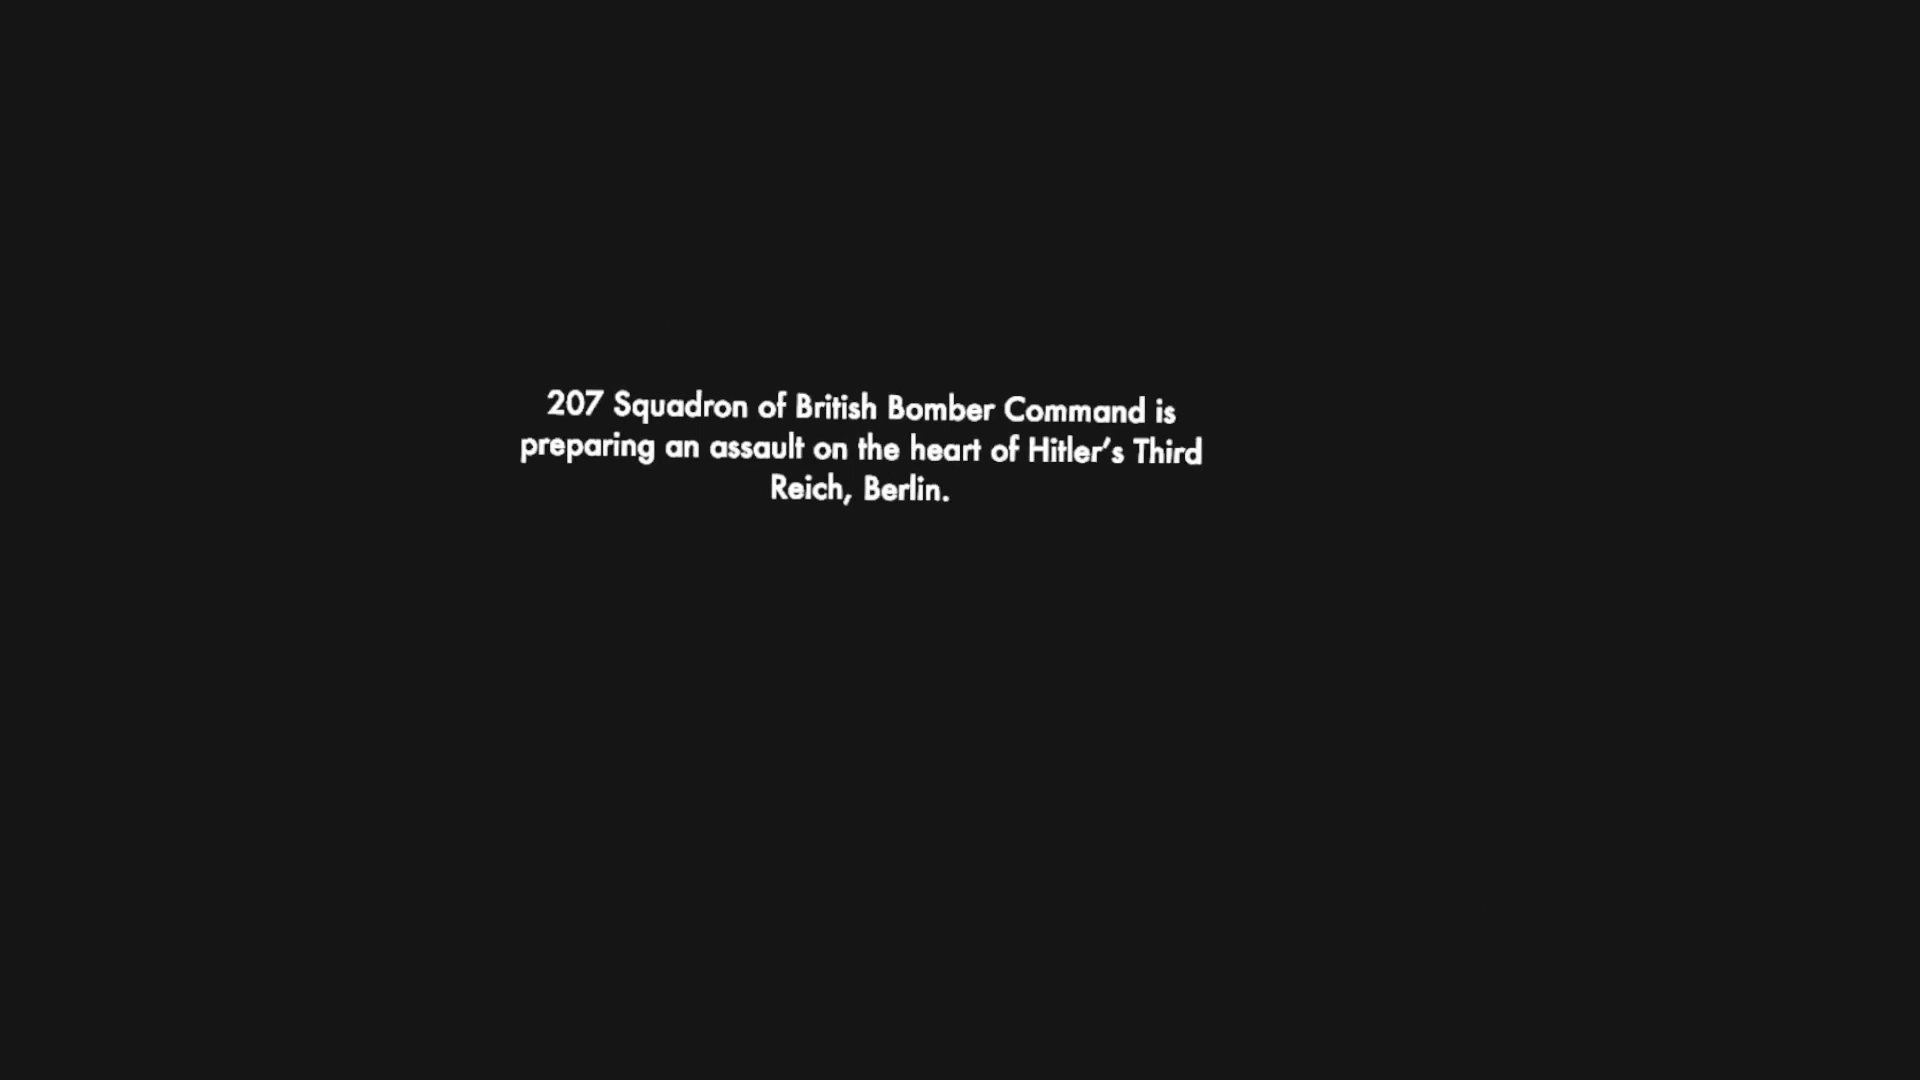 207 Squadron of British Bomber Command is
preparing an assault on the heart of Hitler’s Third
Reich, Berlin.